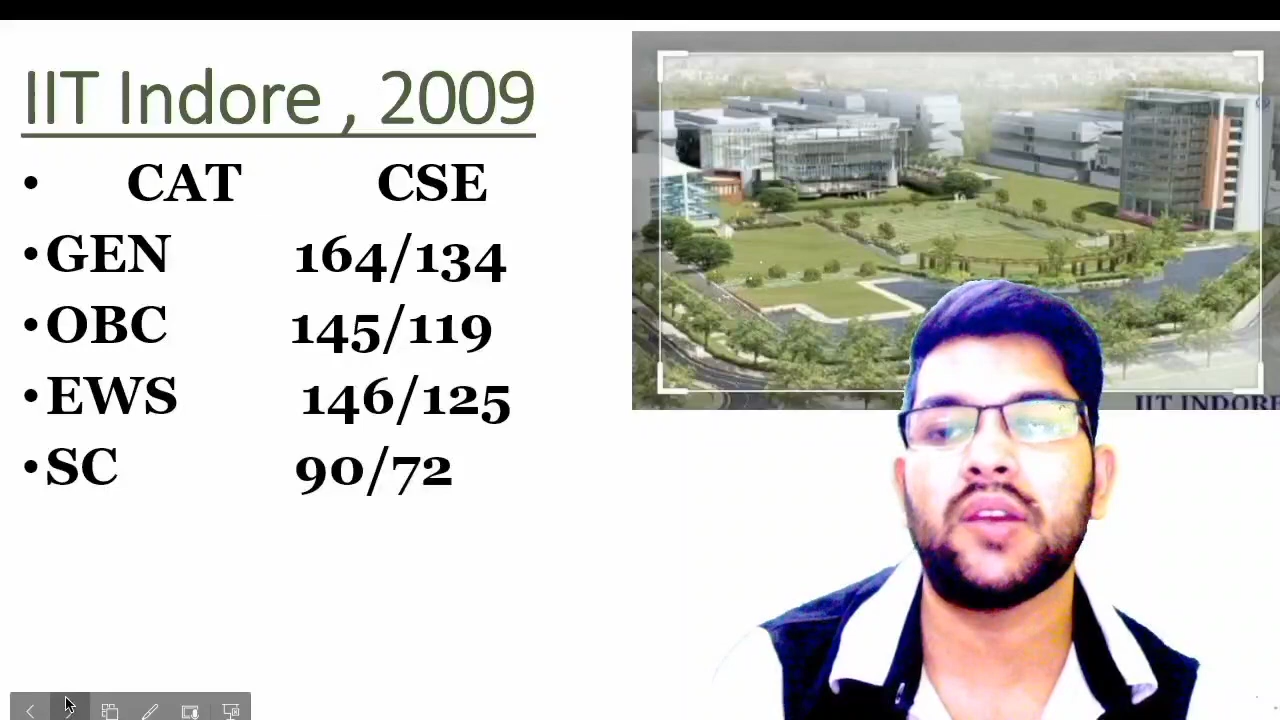 IIT Indore , 2009
• CAT CSE
•GEN 164/134
•OBC 145/119
•EWS 146/125
•SC 90/72
IIT INDORE